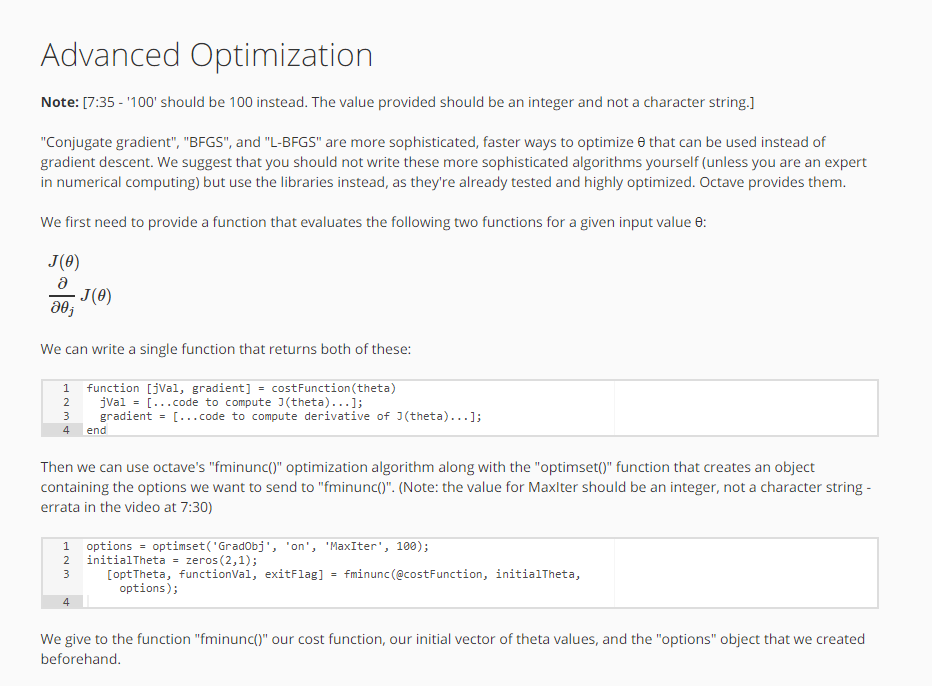 Advanced Optimization
Note: [7:35 - '100' should be 100 instead. The value provided should be an integer and not a character string.]
"Conjugate gradient", "BFGS", and "L-BFGS" are more sophisticated, faster ways to optimize θ that can be used instead of
gradient descent. We suggest that you should not write these more sophisticated algorithms yourself (unless you are an expert
in numerical computing) but use the libraries instead, as they're already tested and highly optimized. Octave provides them.
We first need to provide a function that evaluates the following two functions for a given input value θ:
J(θ)
∂
∂θj J(θ)
We can write a single function that returns both of these:
1 function [jVal, gradient] = costFunction(theta)
2 jVal = [...code to compute J(theta)...];
3 gradient = [...code to compute derivative of J(theta)...];
4 end
Then we can use octave's "fminunc()" optimization algorithm along with the "optimset()" function that creates an object
containing the options we want to send to "fminunc()". (Note: the value for MaxIter should be an integer, not a character string -
errata in the video at 7:30)
1 options = optimset('GradObj', 'on', 'MaxIter', 100);
2 initialTheta = zeros(2,1);
3 [optTheta, functionVal, exitFlag] = fminunc(@costFunction, initialTheta,
options);
4
We give to the function "fminunc()" our cost function, our initial vector of theta values, and the "options" object that we created
beforehand.